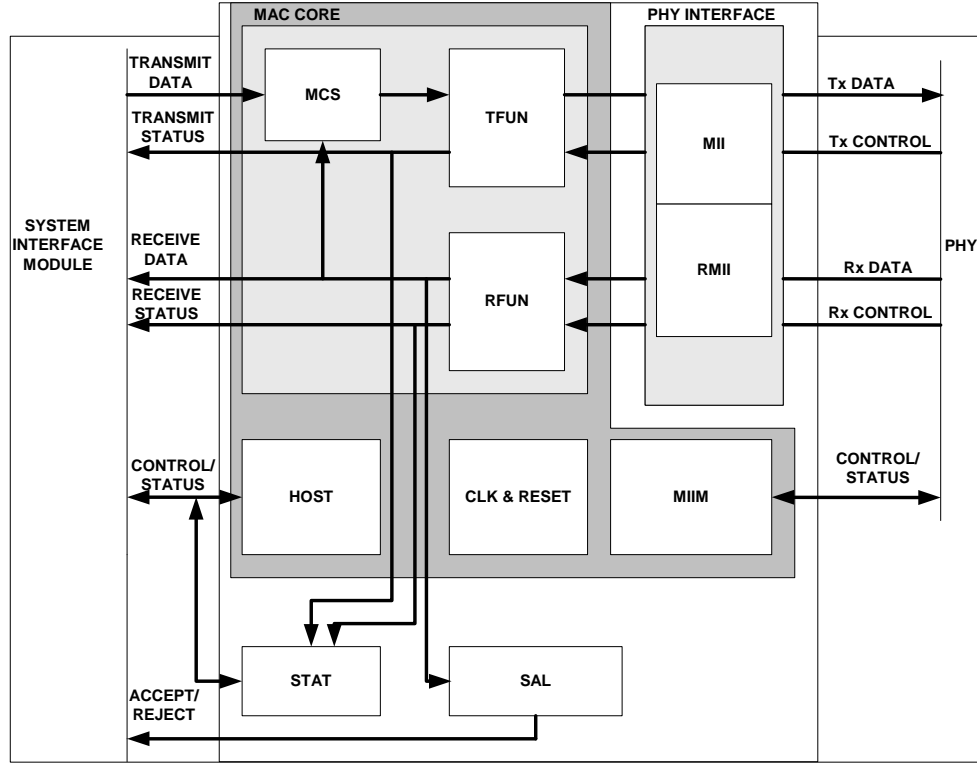 MAC CORE
PHY INTERFACE
TRANSMIT
DATA
MCS
TFUN
MII
Tx DATA
TRANSMIT
STATUS
Tx CONTROL
SYSTEM
INTERFACE
MODULE
RECEIVE
DATA
RFUN
RMII
Rx DATA
PHY
RECEIVE
STATUS
Rx CONTROL
CONTROL/
STATUS
HOST
CLK & RESET
MIIM
CONTROL/
STATUS
STAT
SAL
ACCEPT/
REJECT